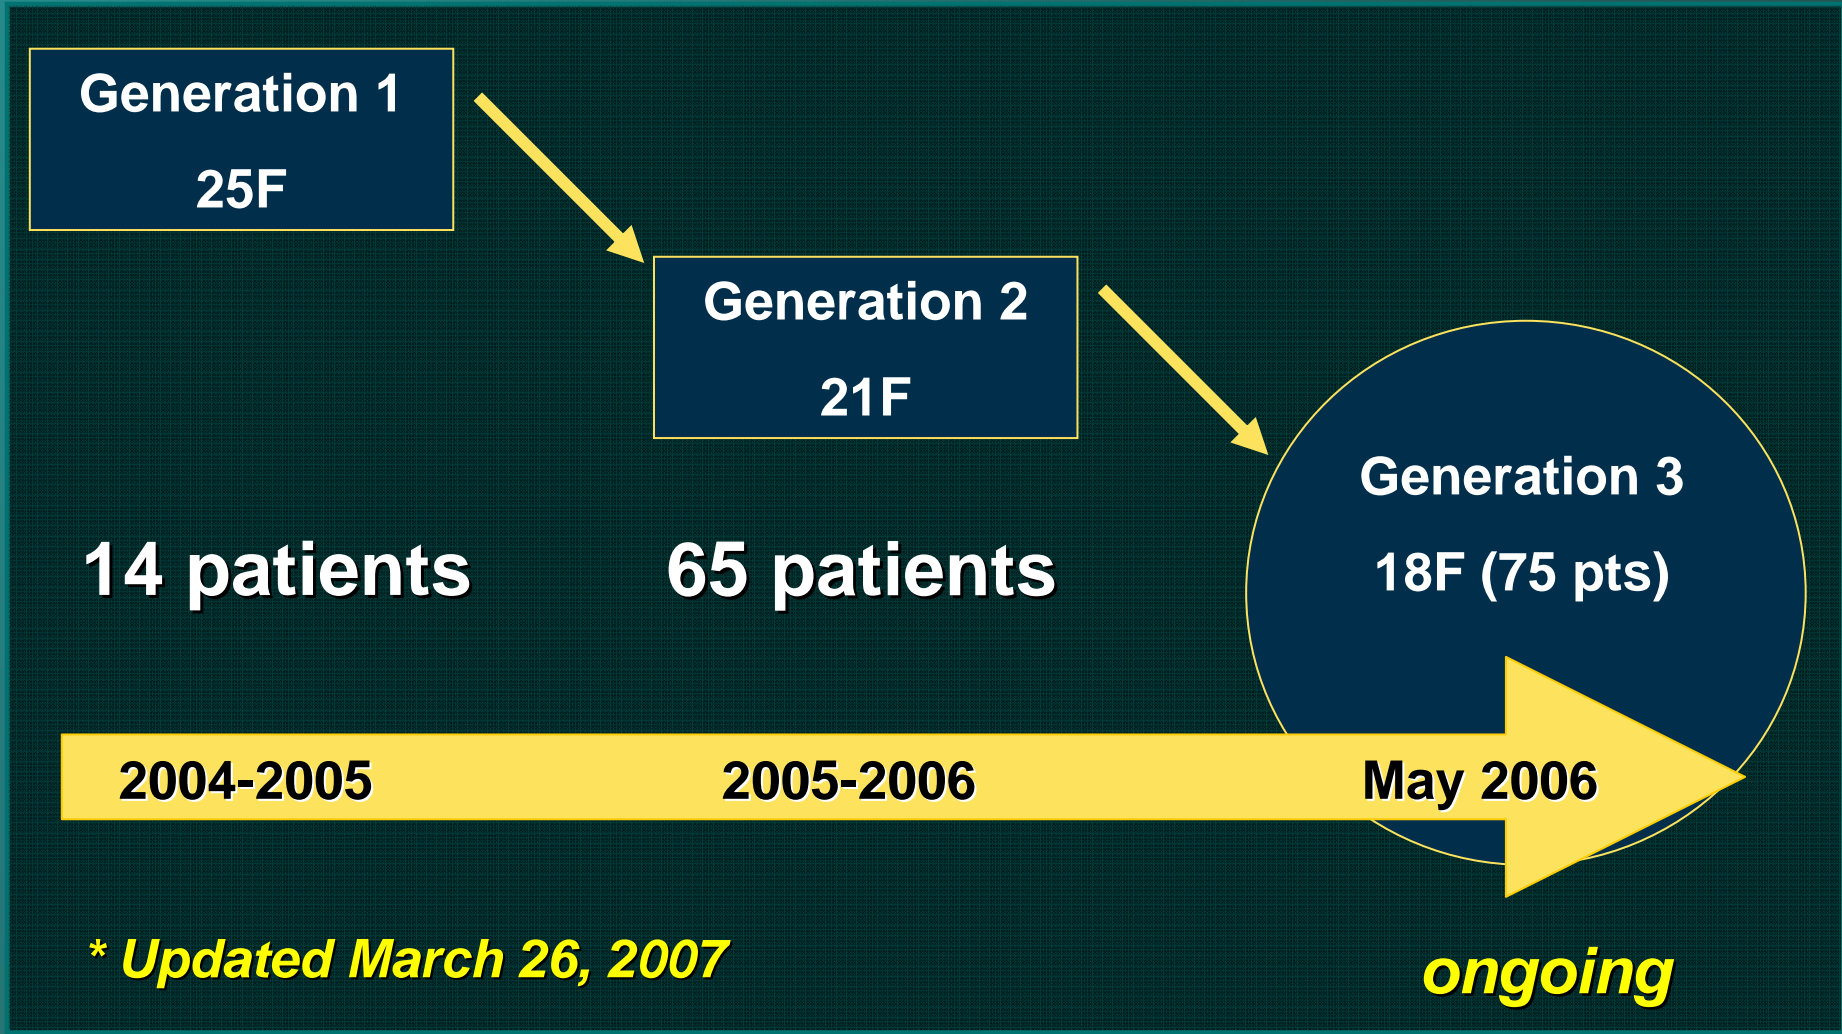 Generation 1
25F
Generation 2
21F
Generation 3
18F (75 pts)
14 patients
65 patients
2004-2005
2005-2006
May 2006
* Updated March 26, 2007
ongoing